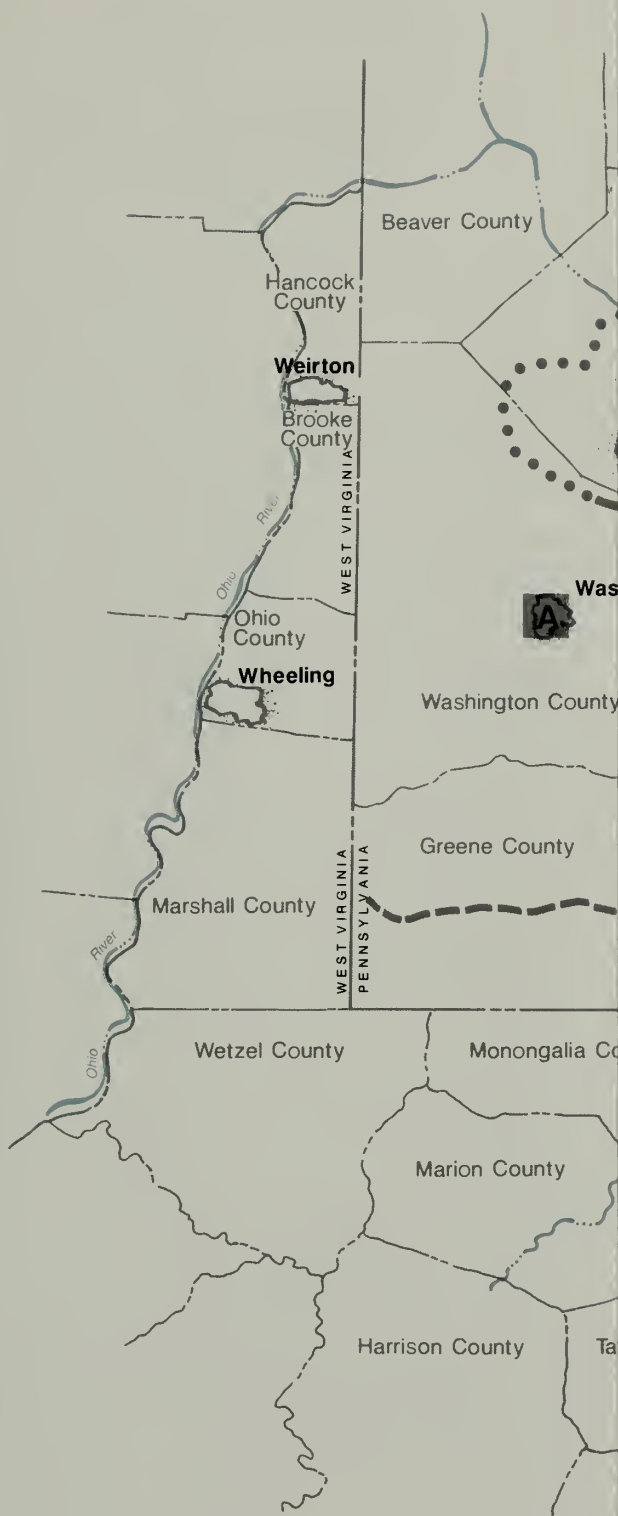 Beaver County
Hancock
County
Weirton
Brooke
County
WEST VIRGINIA
River
Ohio
Was
A
Ohio
County
Wheeling
Washington County
Greene County
WEST VIRGINIA
PENNSYLVANIA
Marshall County
River
Ohio
Wetzel County
Monongalia Co
Marion County
Harrison County
Ta